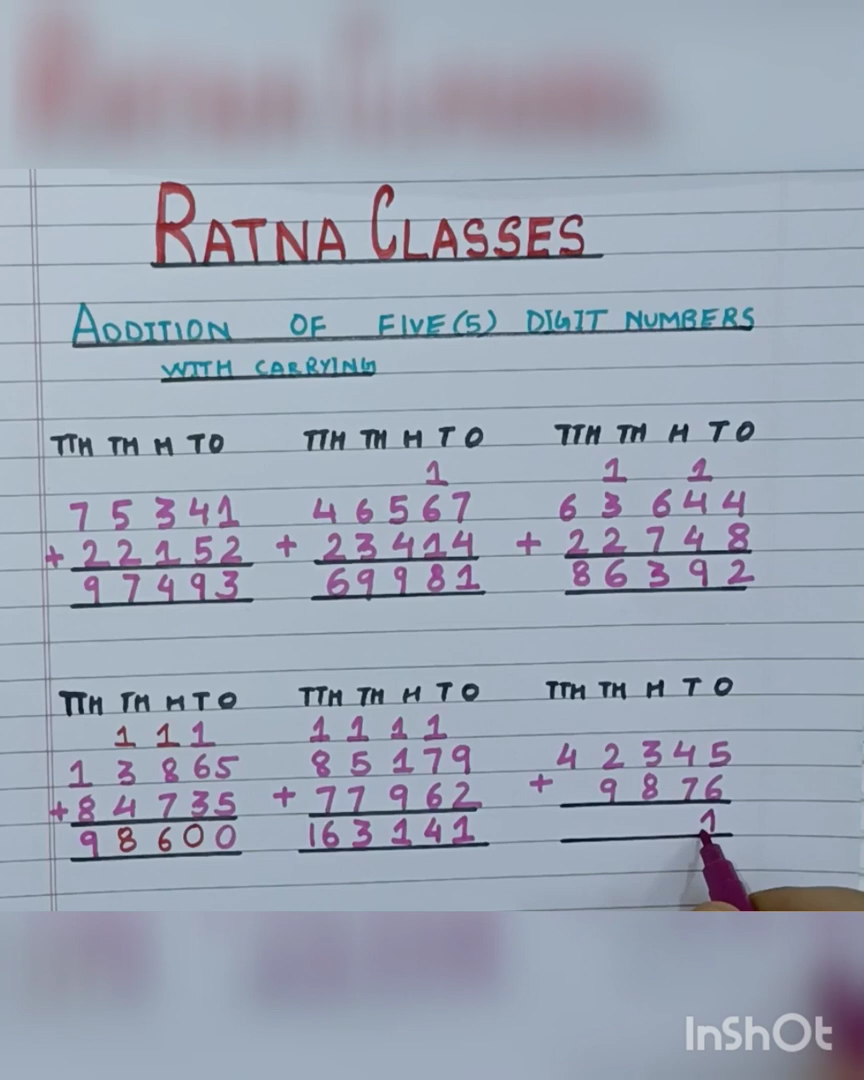 RATNA CLASSES
ADDITION OF FIVE(5) DIGIT NUMBERS
WITH CARRYING
TTH TH H T O TTH TH H T O TTH TH H T O
1 1 1
7 5 3 4 1 4 6 5 6 7 6 3 6 4 4
+ 2 2 1 5 2 + 2 3 4 1 4 + 2 2 7 4 8
9 7 4 9 3 6 9 9 8 1 8 6 3 9 2
TTH TH H T O TTH TH H T O TTH TH H T O
1 1 1 1 1 1 1
1 3 8 6 5 8 5 1 7 9 4 2 3 4 5
+ 8 4 7 3 5 + 7 7 9 6 2 + 9 8 7 6
9 8 6 0 0 16 3 1 4 1 1
InShOt